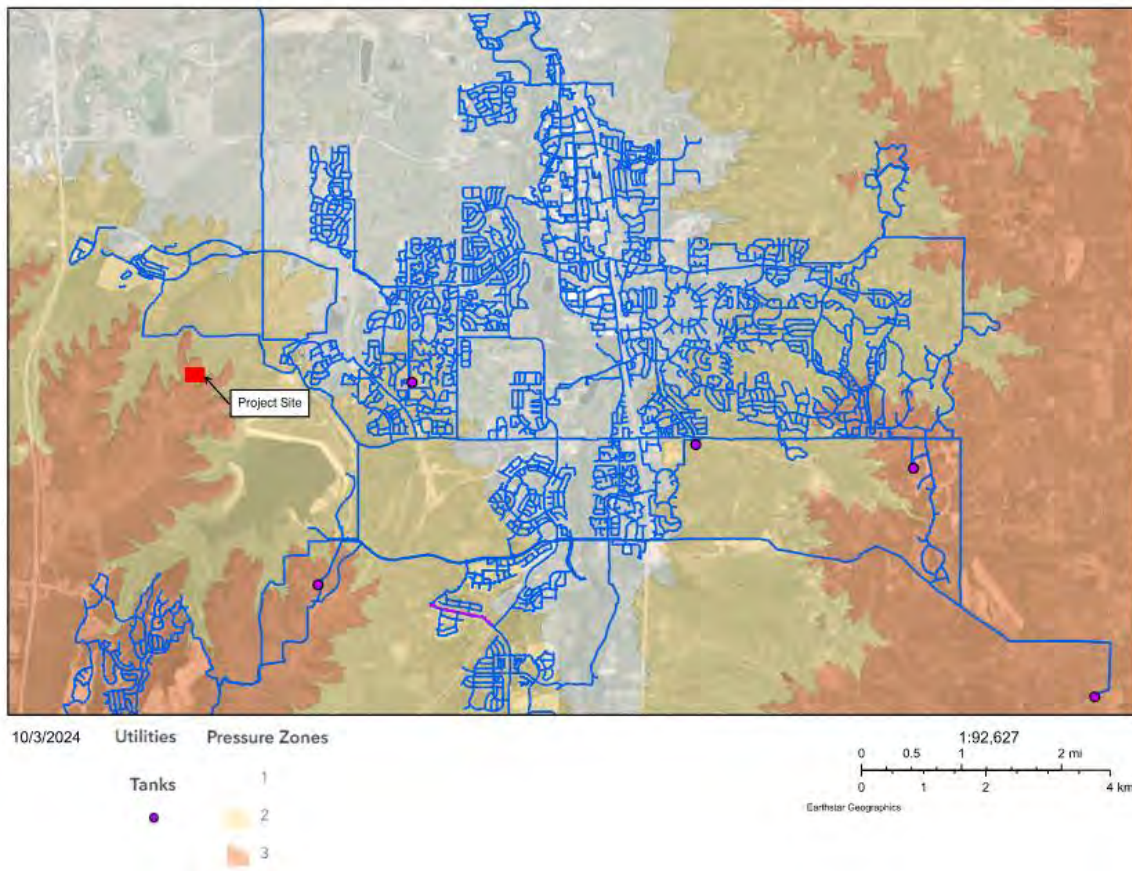 Project Site
10/3/2024 Utilities Pressure Zones 1:92,627
1
Tanks
2
3
0 0.5 1 2 mi
0 1 2 4 km
Earthstar Geographics